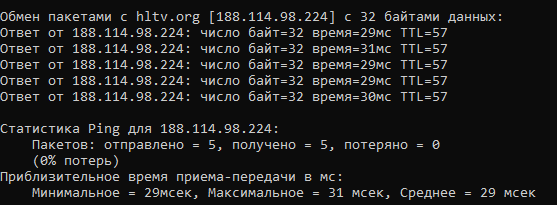 Обмен пакетами с hltv.org [188.114.98.224] с 32 байтами данных:
Ответ от 188.114.98.224: число байт=32 время=29мс TTL=57
Ответ от 188.114.98.224: число байт=32 время=31мс TTL=57
Ответ от 188.114.98.224: число байт=32 время=29мс TTL=57
Ответ от 188.114.98.224: число байт=32 время=29мс TTL=57
Ответ от 188.114.98.224: число байт=32 время=30мс TTL=57
Статистика Ping для 188.114.98.224:
Пакетов: отправлено = 5, получено = 5, потеряно = 0
(0% потерь)
Приблизительное время приема-передачи в мс:
Минимальное = 29мсек, Максимальное = 31 мсек, Среднее = 29 мсек